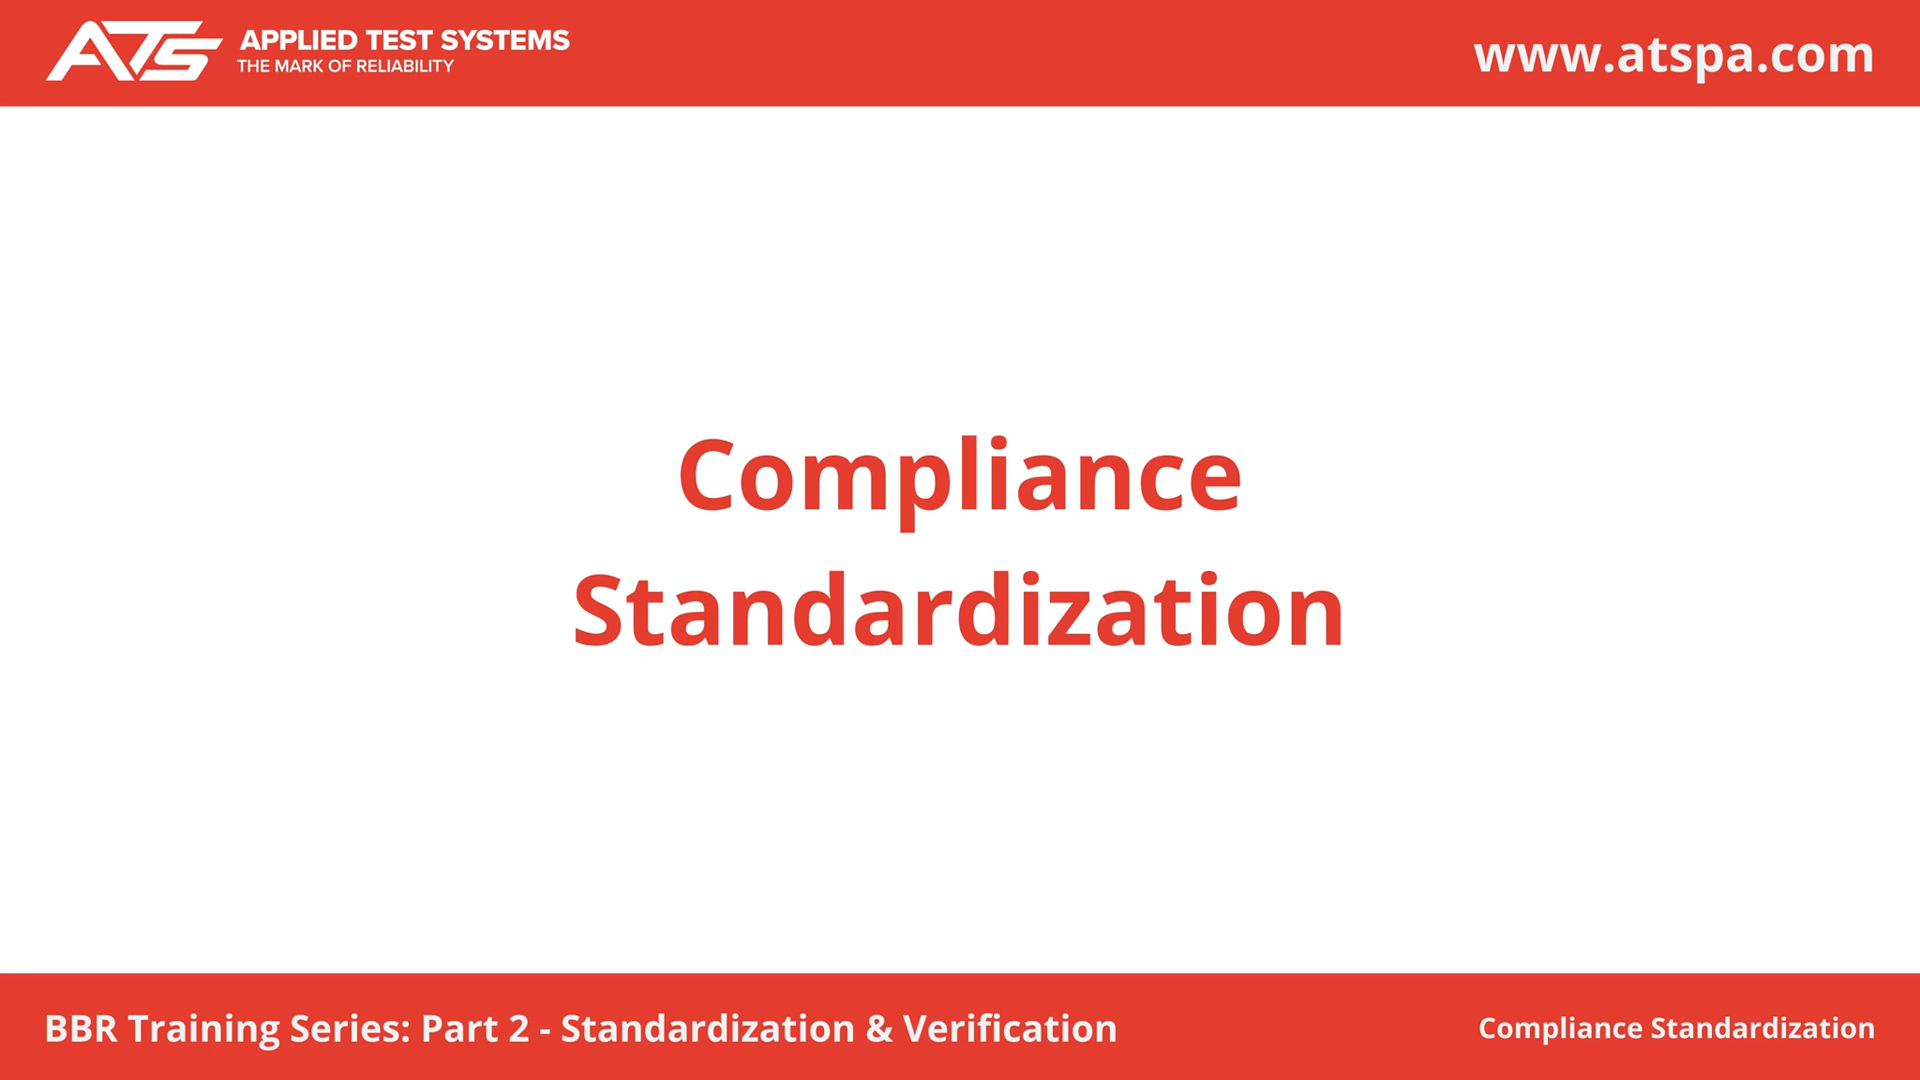 ATS
APPLIED TEST SYSTEMS
THE MARK OF RELIABILITY
www.atspa.com
Compliance
Standardization
BBR Training Series: Part 2 - Standardization & Verification
Compliance Standardization